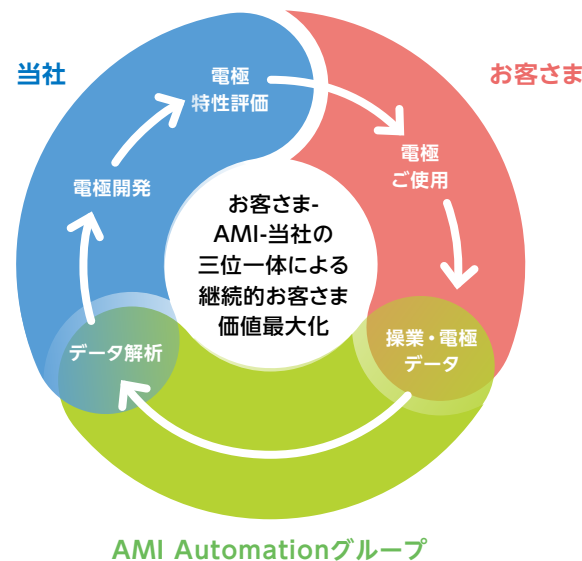 当社
お客さま
電極
特性評価
電極
ご使用
電極開発
お客さま-
AMI-当社の
三位一体による
継続的お客さま
価値最大化
操業・電極
データ
データ解析
AMI Automationグループ